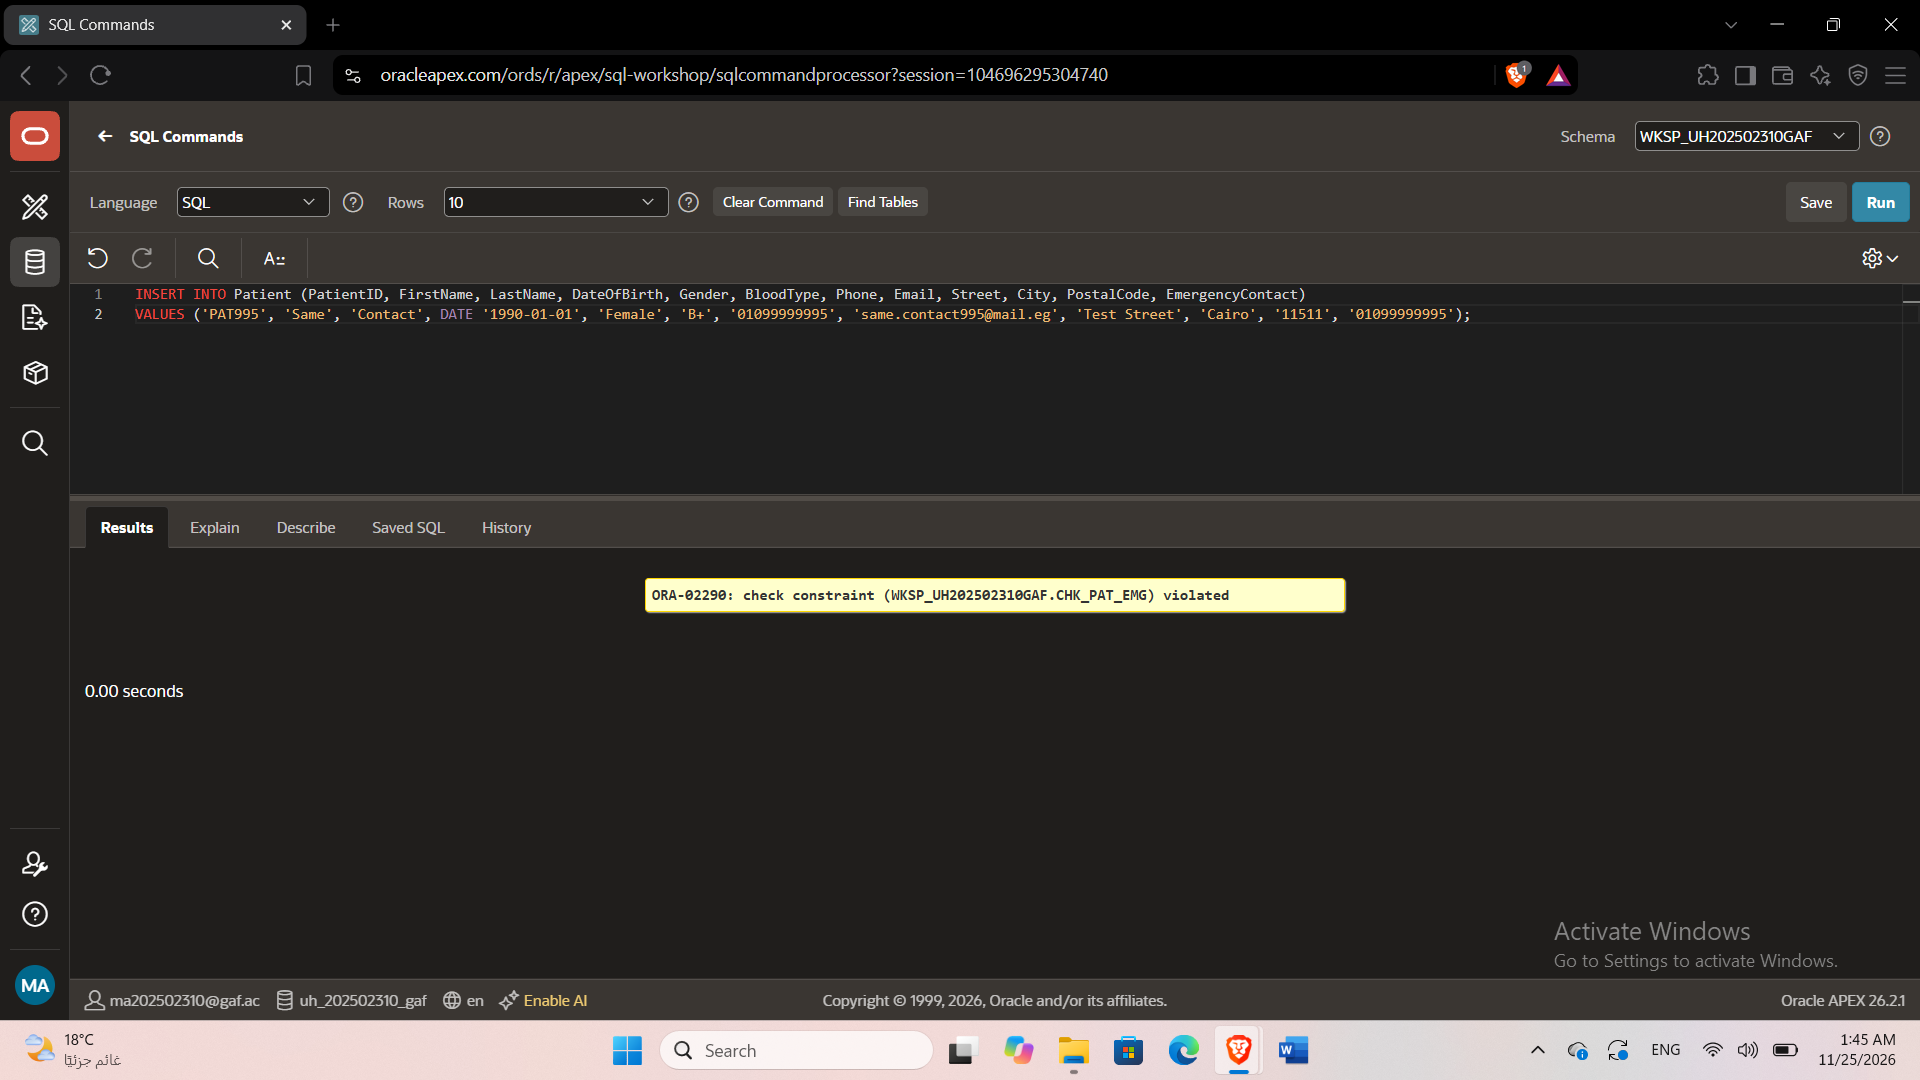 SQL Commands
oracleapex.com/ords/r/apex/sql-workshop/sqlcommandprocessor?session=104696295304740
1
SQL Commands
Schema
WKSP_UH202502310GAF
Language
SQL
Rows
10
Clear Command
Find Tables
Save
Run
A::
1 INSERT INTO Patient (PatientID, FirstName, LastName, DateOfBirth, Gender, BloodType, Phone, Email, Street, City, PostalCode, EmergencyContact)
2 VALUES ('PAT995', 'Same', 'Contact', DATE '1990-01-01', 'Female', 'B+', '01099999995', 'same.contact995@mail.eg', 'Test Street', 'Cairo', '11511', '01099999995');
Results
Explain
Describe
Saved SQL
History
ORA-02290: check constraint (WKSP_UH202502310GAF.CHK_PAT_EMG) violated
0.00 seconds
Activate Windows
Go to Settings to activate Windows.
MA
ma202502310@gaf.ac
uh_202502310_gaf
en
Enable AI
Copyright © 1999, 2026, Oracle and/or its affiliates.
Oracle APEX 26.2.1
18°C
غائم جزئيًا
Search
W
ENG
1:45 AM
11/25/2026